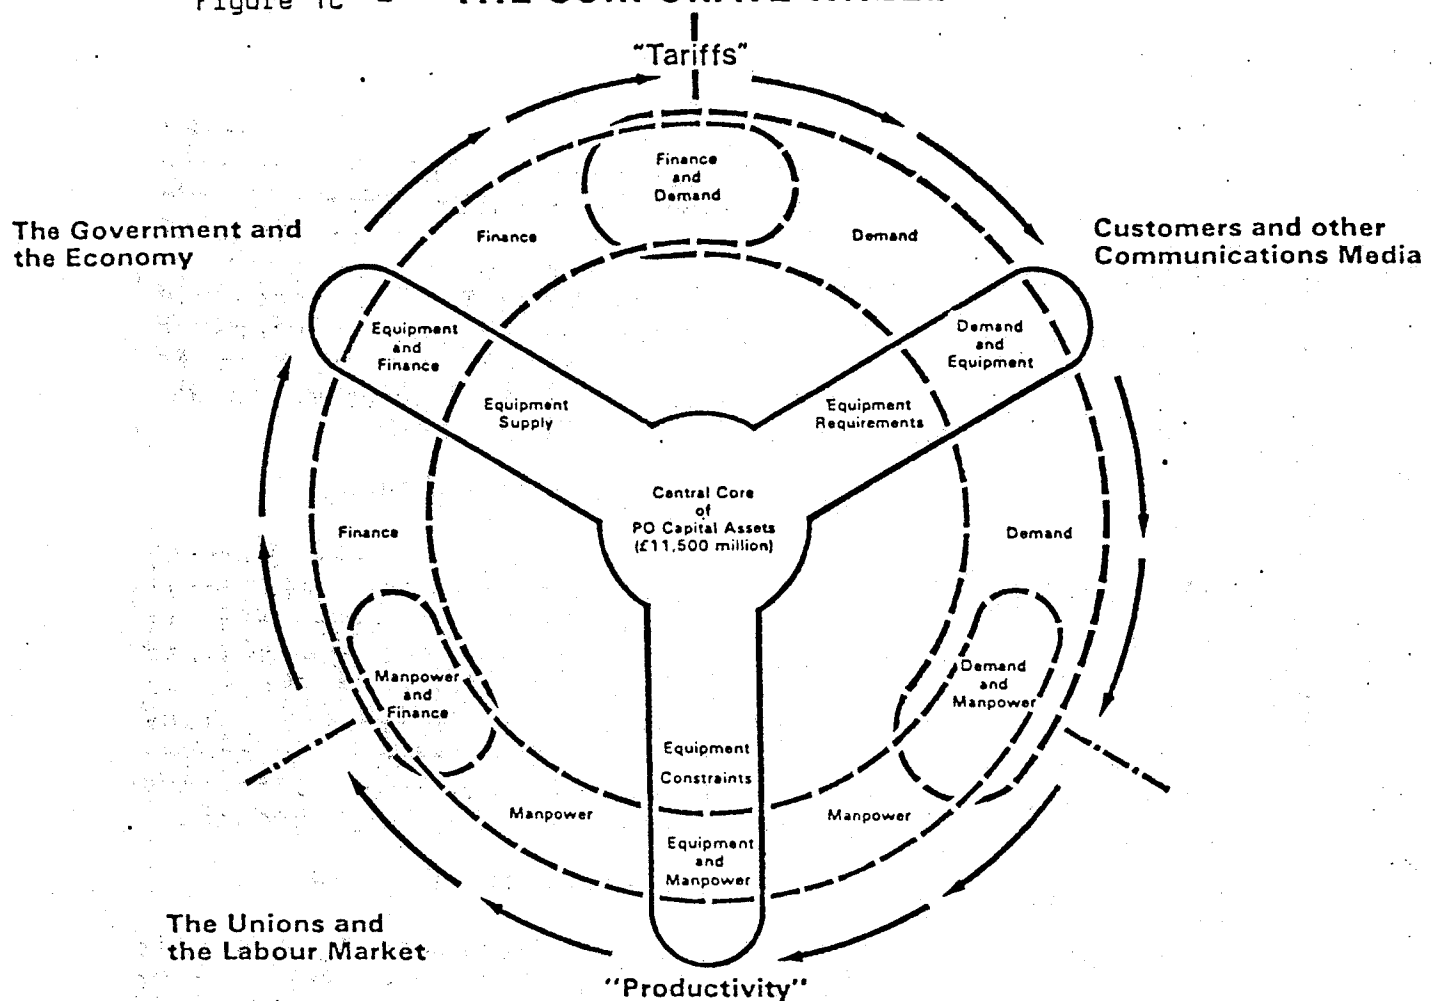 Figure 1C - THE CORPORATE WHEEL
"Tariffs"
Finance
and
Demand
Finance
Demand
The Government and
the Economy
Customers and other
Communications Media
Equipment
and
Finance
Demand
and
Equipment
Equipment
Supply
Equipment
Requirements
Central Core
of
PO Capital Assets
(£11,500 million)
Finance
Demand
Manpower
and
Finance
Demand
and
Manpower
Equipment
Constraints
Manpower
Manpower
Equipment
and
Manpower
The Unions and
the Labour Market
"Productivity"